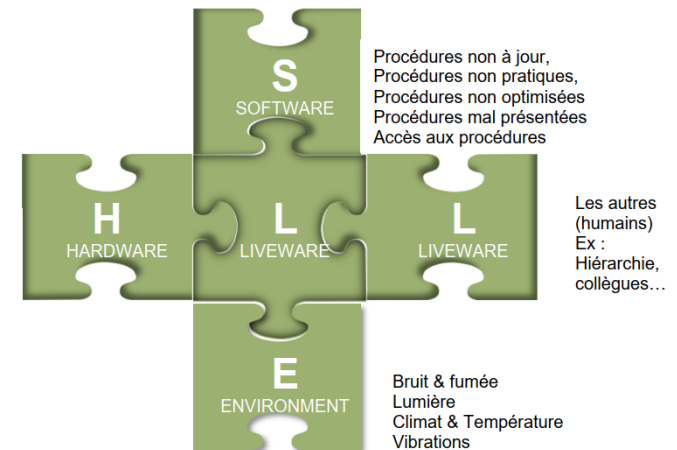 S
SOFTWARE
Procédures non à jour,
Procédures non pratiques,
Procédures non optimisées
Procédures mal présentées
Accès aux procédures
H
HARDWARE
L
LIVEWARE
L
LIVEWARE
Les autres
(humains)
Ex :
Hiérarchie,
collègues…
E
ENVIRONMENT
Bruit & fumée
Lumière
Climat & Température
Vibrations